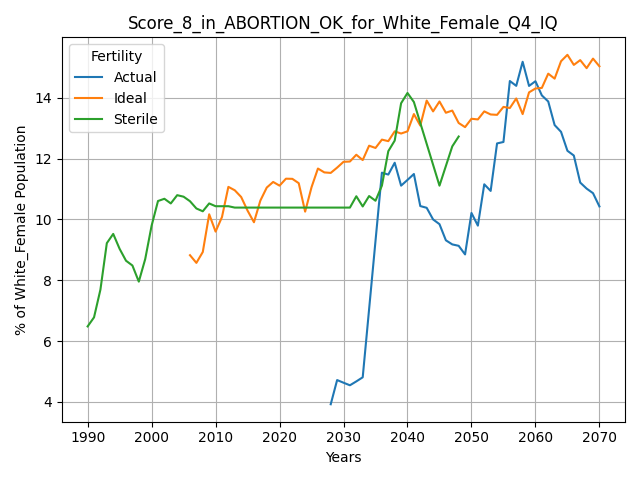 Score_8_in_ABORTION_OK_for_White_Female_Q4_IQ
Fertility
Actual
Ideal
Sterile
% of White_Female Population
14
12
10
8
6
4
1990 2000 2010 2020 2030 2040 2050 2060 2070
Years